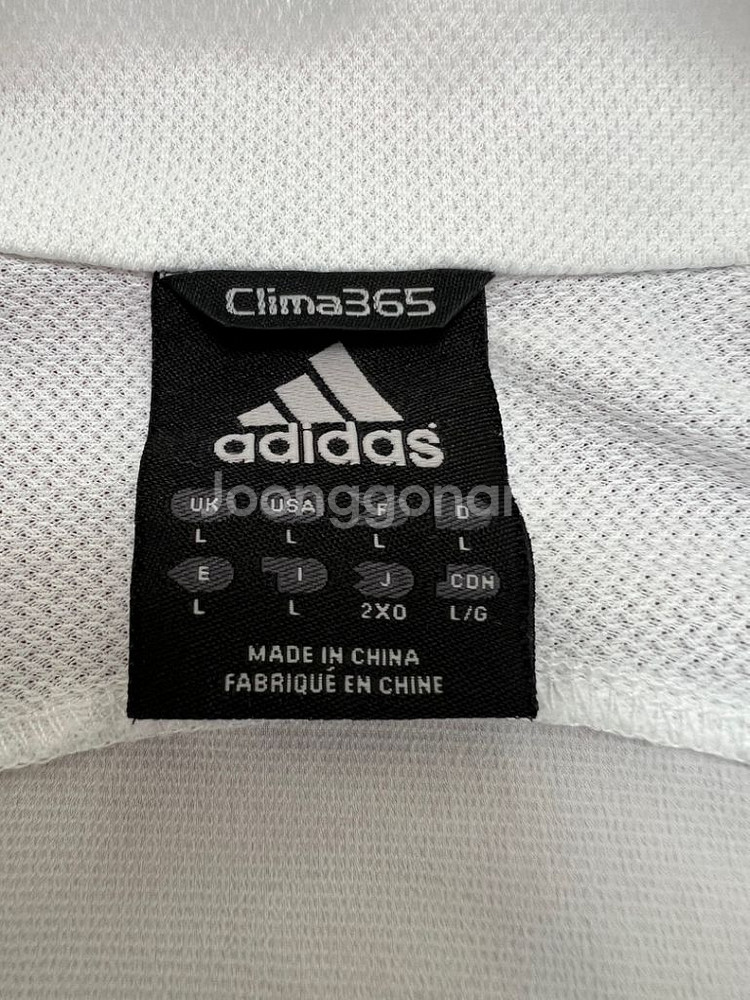 Clima365
adidas
Joonggonara
UK USA F D
L L L L
E I J CDN
L L 2XO L/G
MADE IN CHINA
FABRIQUÉ EN CHINE